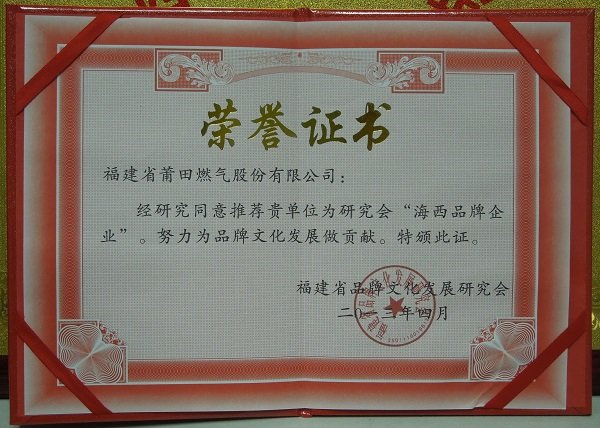 荣誉证书
福建省莆田燃气股份有限公司：
经研究同意推荐贵单位为研究会“海西品牌企
业”。努力为品牌文化发展做贡献。特颁此证。
福建省品牌文化发展研究会
二〇一三年四月